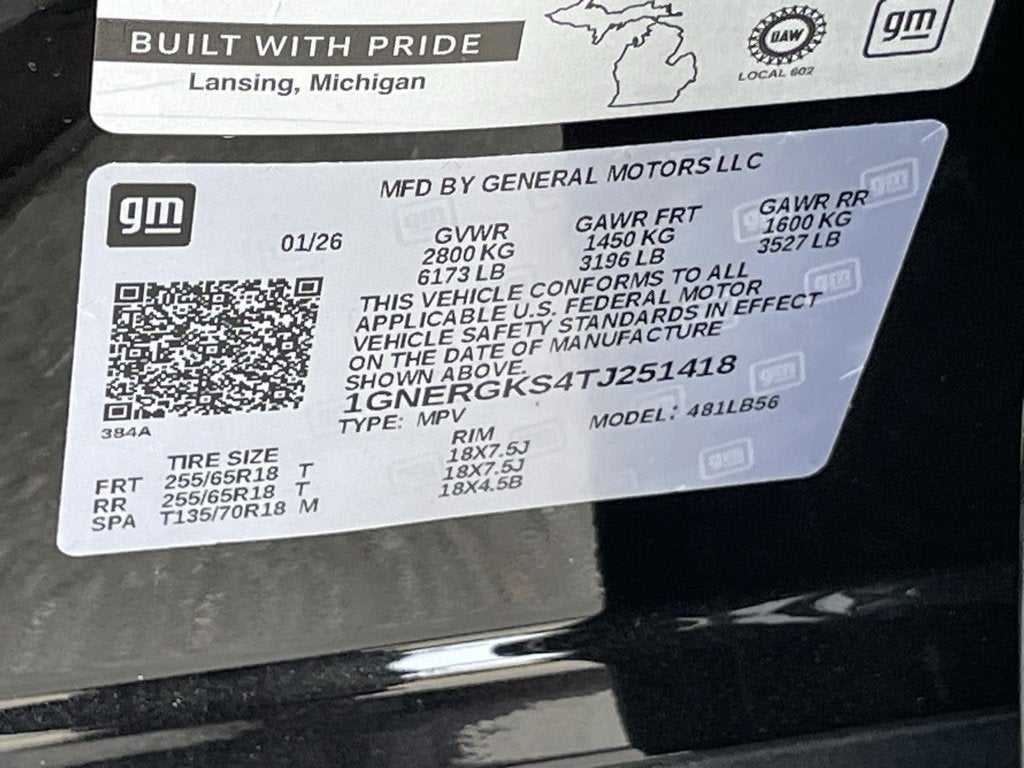 BUILT WITH PRIDE
Lansing, Michigan
UAW
LOCAL 602
gm
gm
MFD BY GENERAL MOTORS LLC
01/26
GVWR
2800 KG
6173 LB
GAWR FRT
1450 KG
3196 LB
GAWR RR
1600 KG
3527 LB
THIS VEHICLE CONFORMS TO ALL
APPLICABLE U.S. FEDERAL MOTOR
VEHICLE SAFETY STANDARDS IN EFFECT
ON THE DATE OF MANUFACTURE
SHOWN ABOVE.
1GNERGKS4TJ251418
TYPE: MPV
MODEL: 481LB56
384A
TIRE SIZE RIM
FRT 255/65R18 T 18X7.5J
RR 255/65R18 T 18X7.5J
SPA T135/70R18 M 18X4.5B